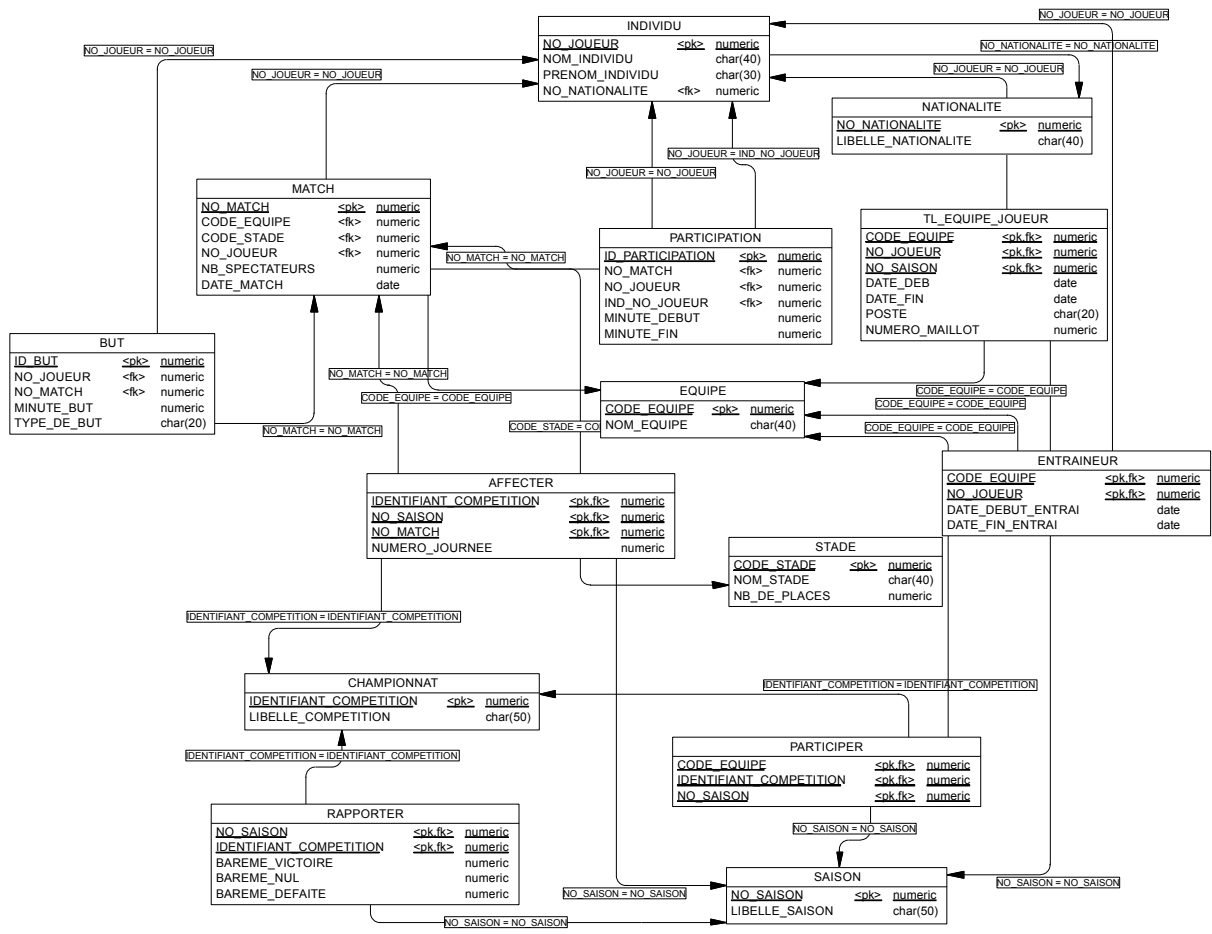 INDIVIDU
NO_JOUEUR <pk> numeric
NOM_INDIVIDU char(40)
PRENOM_INDIVIDU char(30)
NO_NATIONALITE <fk> numeric
NO_JOUEUR = NO_JOUEUR
NO_JOUEUR = NO_JOUEUR
NO_NATIONALITE = NO_NATIONALITE
NO_JOUEUR = NO_JOUEUR
NO_JOUEUR = NO_JOUEUR
NATIONALITE
NO_NATIONALITE <pk> numeric
LIBELLE_NATIONALITE char(40)
NO_JOUEUR = IND_NO_JOUEUR
NO_JOUEUR = NO_JOUEUR
MATCH
NO_MATCH <pk> numeric
CODE_EQUIPE <fk> numeric
CODE_STADE <fk> numeric
NO_JOUEUR <fk> numeric
NB_SPECTATEURS numeric
DATE_MATCH date
TL_EQUIPE_JOUEUR
CODE_EQUIPE <pk,fk> numeric
NO_JOUEUR <pk,fk> numeric
NO_SAISON <pk,fk> numeric
DATE_DEB date
DATE_FIN date
POSTE char(20)
NUMERO_MAILLOT numeric
PARTICIPATION
ID_PARTICIPATION <pk> numeric
NO_MATCH <fk> numeric
NO_JOUEUR <fk> numeric
IND_NO_JOUEUR <fk> numeric
MINUTE_DEBUT numeric
MINUTE_FIN numeric
NO_MATCH = NO_MATCH
BUT
ID_BUT <pk> numeric
NO_JOUEUR <fk> numeric
NO_MATCH <fk> numeric
MINUTE_BUT numeric
TYPE_DE_BUT char(20)
NO_MATCH = NO_MATCH
CODE_EQUIPE = CODE_EQUIPE
NO_MATCH = NO_MATCH
CODE_STADE = CO
EQUIPE
CODE_EQUIPE <pk> numeric
NOM_EQUIPE char(40)
CODE_EQUIPE = CODE_EQUIPE
CODE_EQUIPE = CODE_EQUIPE
CODE_EQUIPE = CODE_EQUIPE
ENTRAINEUR
CODE_EQUIPE <pk,fk> numeric
NO_JOUEUR <pk,fk> numeric
DATE_DEBUT_ENTRAI date
DATE_FIN_ENTRAI date
AFFECTER
IDENTIFIANT_COMPETITION <pk,fk> numeric
NO_SAISON <pk,fk> numeric
NO_MATCH <pk,fk> numeric
NUMERO_JOURNEE numeric
STADE
CODE_STADE <pk> numeric
NOM_STADE char(40)
NB_DE_PLACES numeric
IDENTIFIANT_COMPETITION = IDENTIFIANT_COMPETITION
CHAMPIONNAT
IDENTIFIANT_COMPETITION <pk> numeric
LIBELLE_COMPETITION char(50)
IDENTIFIANT_COMPETITION = IDENTIFIANT_COMPETITION
IDENTIFIANT_COMPETITION = IDENTIFIANT_COMPETITION
PARTICIPER
CODE_EQUIPE <pk,fk> numeric
IDENTIFIANT_COMPETITION <pk,fk> numeric
NO_SAISON <pk,fk> numeric
RAPPORTER
NO_SAISON <pk,fk> numeric
IDENTIFIANT_COMPETITION <pk,fk> numeric
BAREME_VICTOIRE numeric
BAREME_NUL numeric
BAREME_DEFAITE numeric
NO_SAISON = NO_SAISON
SAISON
NO_SAISON <pk> numeric
LIBELLE_SAISON char(50)
NO_SAISON = NO_SAISON
NO_SAISON = NO_SAISON
NO_SAISON = NO_SAISON